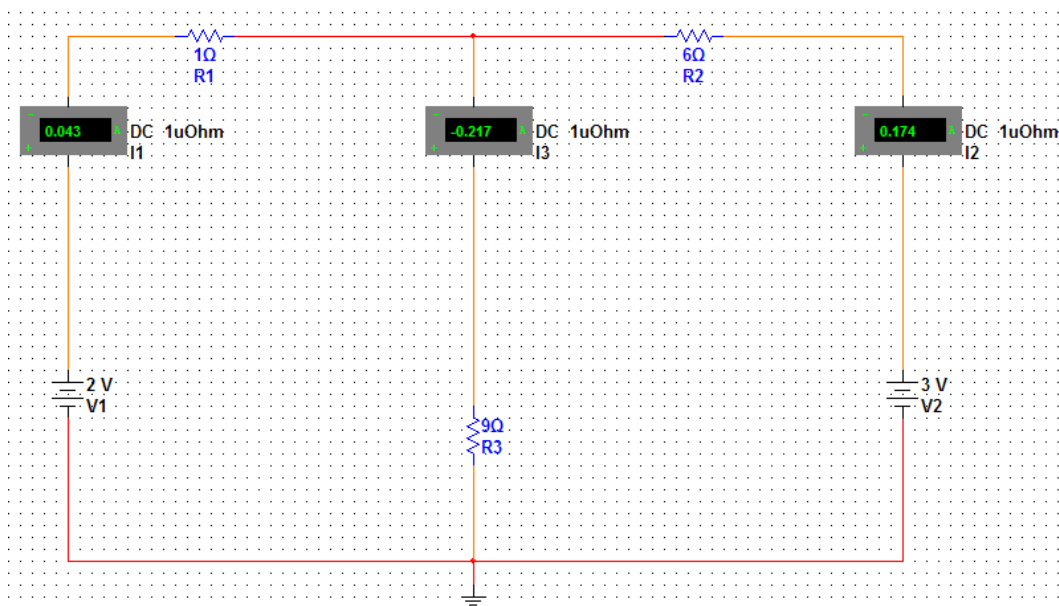 1Ω
R1
6Ω
R2
-
0.043
A
+
DC 1uOhm
I1
-
-0.217
A
+
DC 1uOhm
I3
-
0.174
A
+
DC 1uOhm
I2
2 V
V1
9Ω
R3
3 V
V2